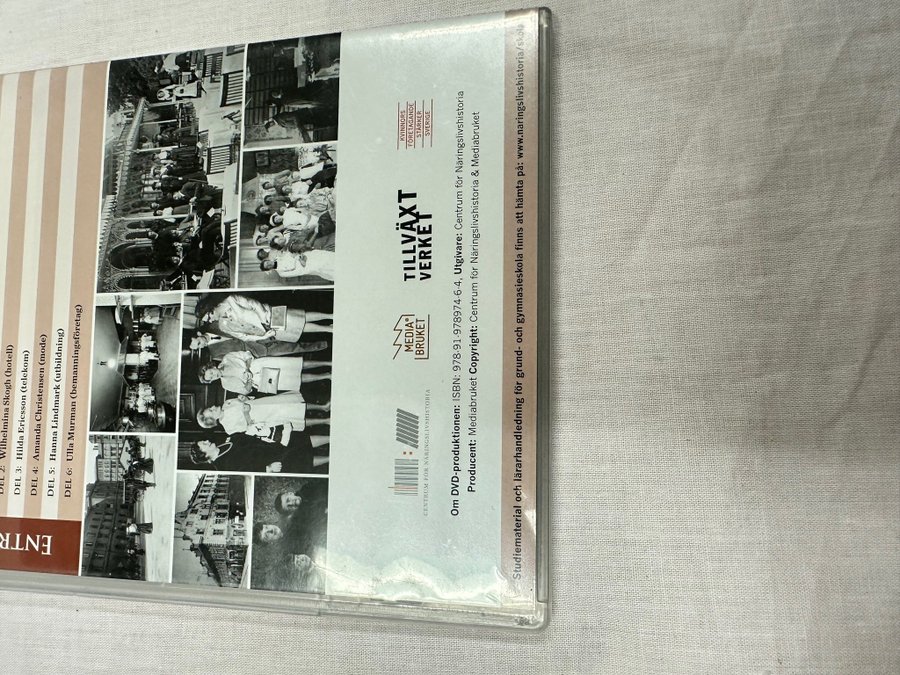 DEL 2: Wilhelmina Skogh (hotell)
DEL 3: Hilda Ericsson (telekom)
DEL 4: Amanda Christensen (mode)
DEL 5: Hanna Lindmark (utbildning)
DEL 6: Ulla Murman (bemanningsföretag)
ENTR
CENTRUM FÖR NÄRINGSLIVSHISTORIA
MEDIA
BRUKET
TILLVÄXT
VERKET
KVINNORS
FÖRETAGANDE
STÄRKER
SVERIGE
Om DVD-produktionen: ISBN: 978-91-978974-6-4, Utgivare: Centrum för Näringslivshistoria
Producent: Mediabruket Copyright: Centrum för Näringslivshistoria & Mediabruket
Studiematerial och lärarhandledning för grund- och gymnasieskola finns att hämta på: www.naringslivshistoria/skola